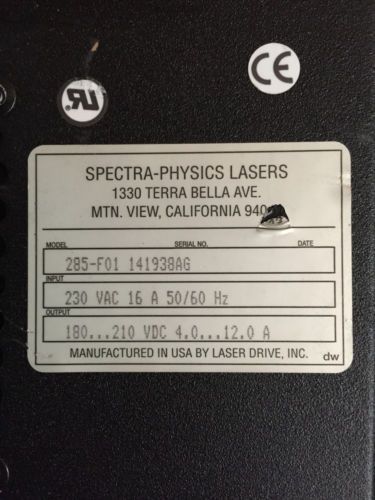 CE
SPECTRA-PHYSICS LASERS
1330 TERRA BELLA AVE.
MTN. VIEW, CALIFORNIA 940
MODEL SERIAL NO. DATE
285-F01 141938AG
INPUT
230 VAC 16 A 50/60 Hz
OUTPUT
180...210 VDC 4.0...12.0 A
MANUFACTURED IN USA BY LASER DRIVE, INC. dw